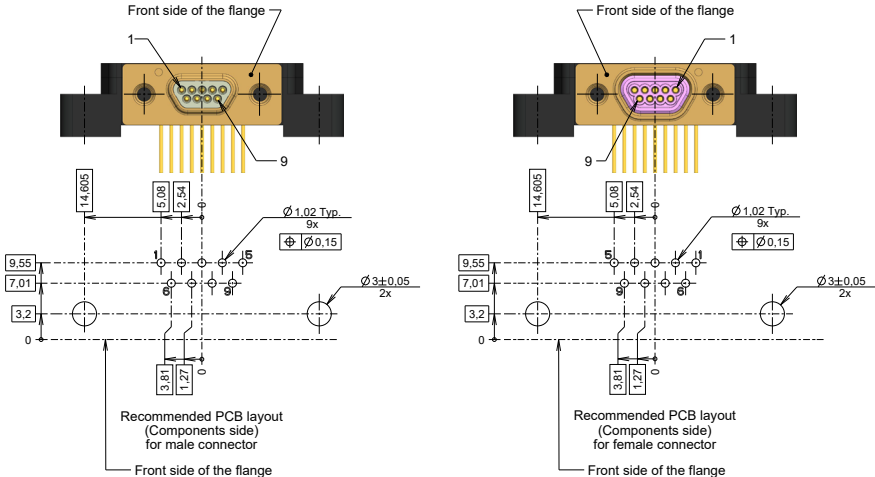 Front side of the flange
1
9
14,605
5,08
2,54
0
Ø 1,02 Typ.
9x
⌖ Ø 0,15
1
5
9,55
7,01
6
9
Ø 3±0,05
2x
3,2
0
3,81
1,27
0
Recommended PCB layout
(Components side)
for male connector
Front side of the flange
Front side of the flange
1
9
14,605
5,08
2,54
0
Ø 1,02 Typ.
9x
⌖ Ø 0,15
5
1
9,55
7,01
9
6
Ø 3±0,05
2x
3,2
0
3,81
1,27
0
Recommended PCB layout
(Components side)
for female connector
Front side of the flange